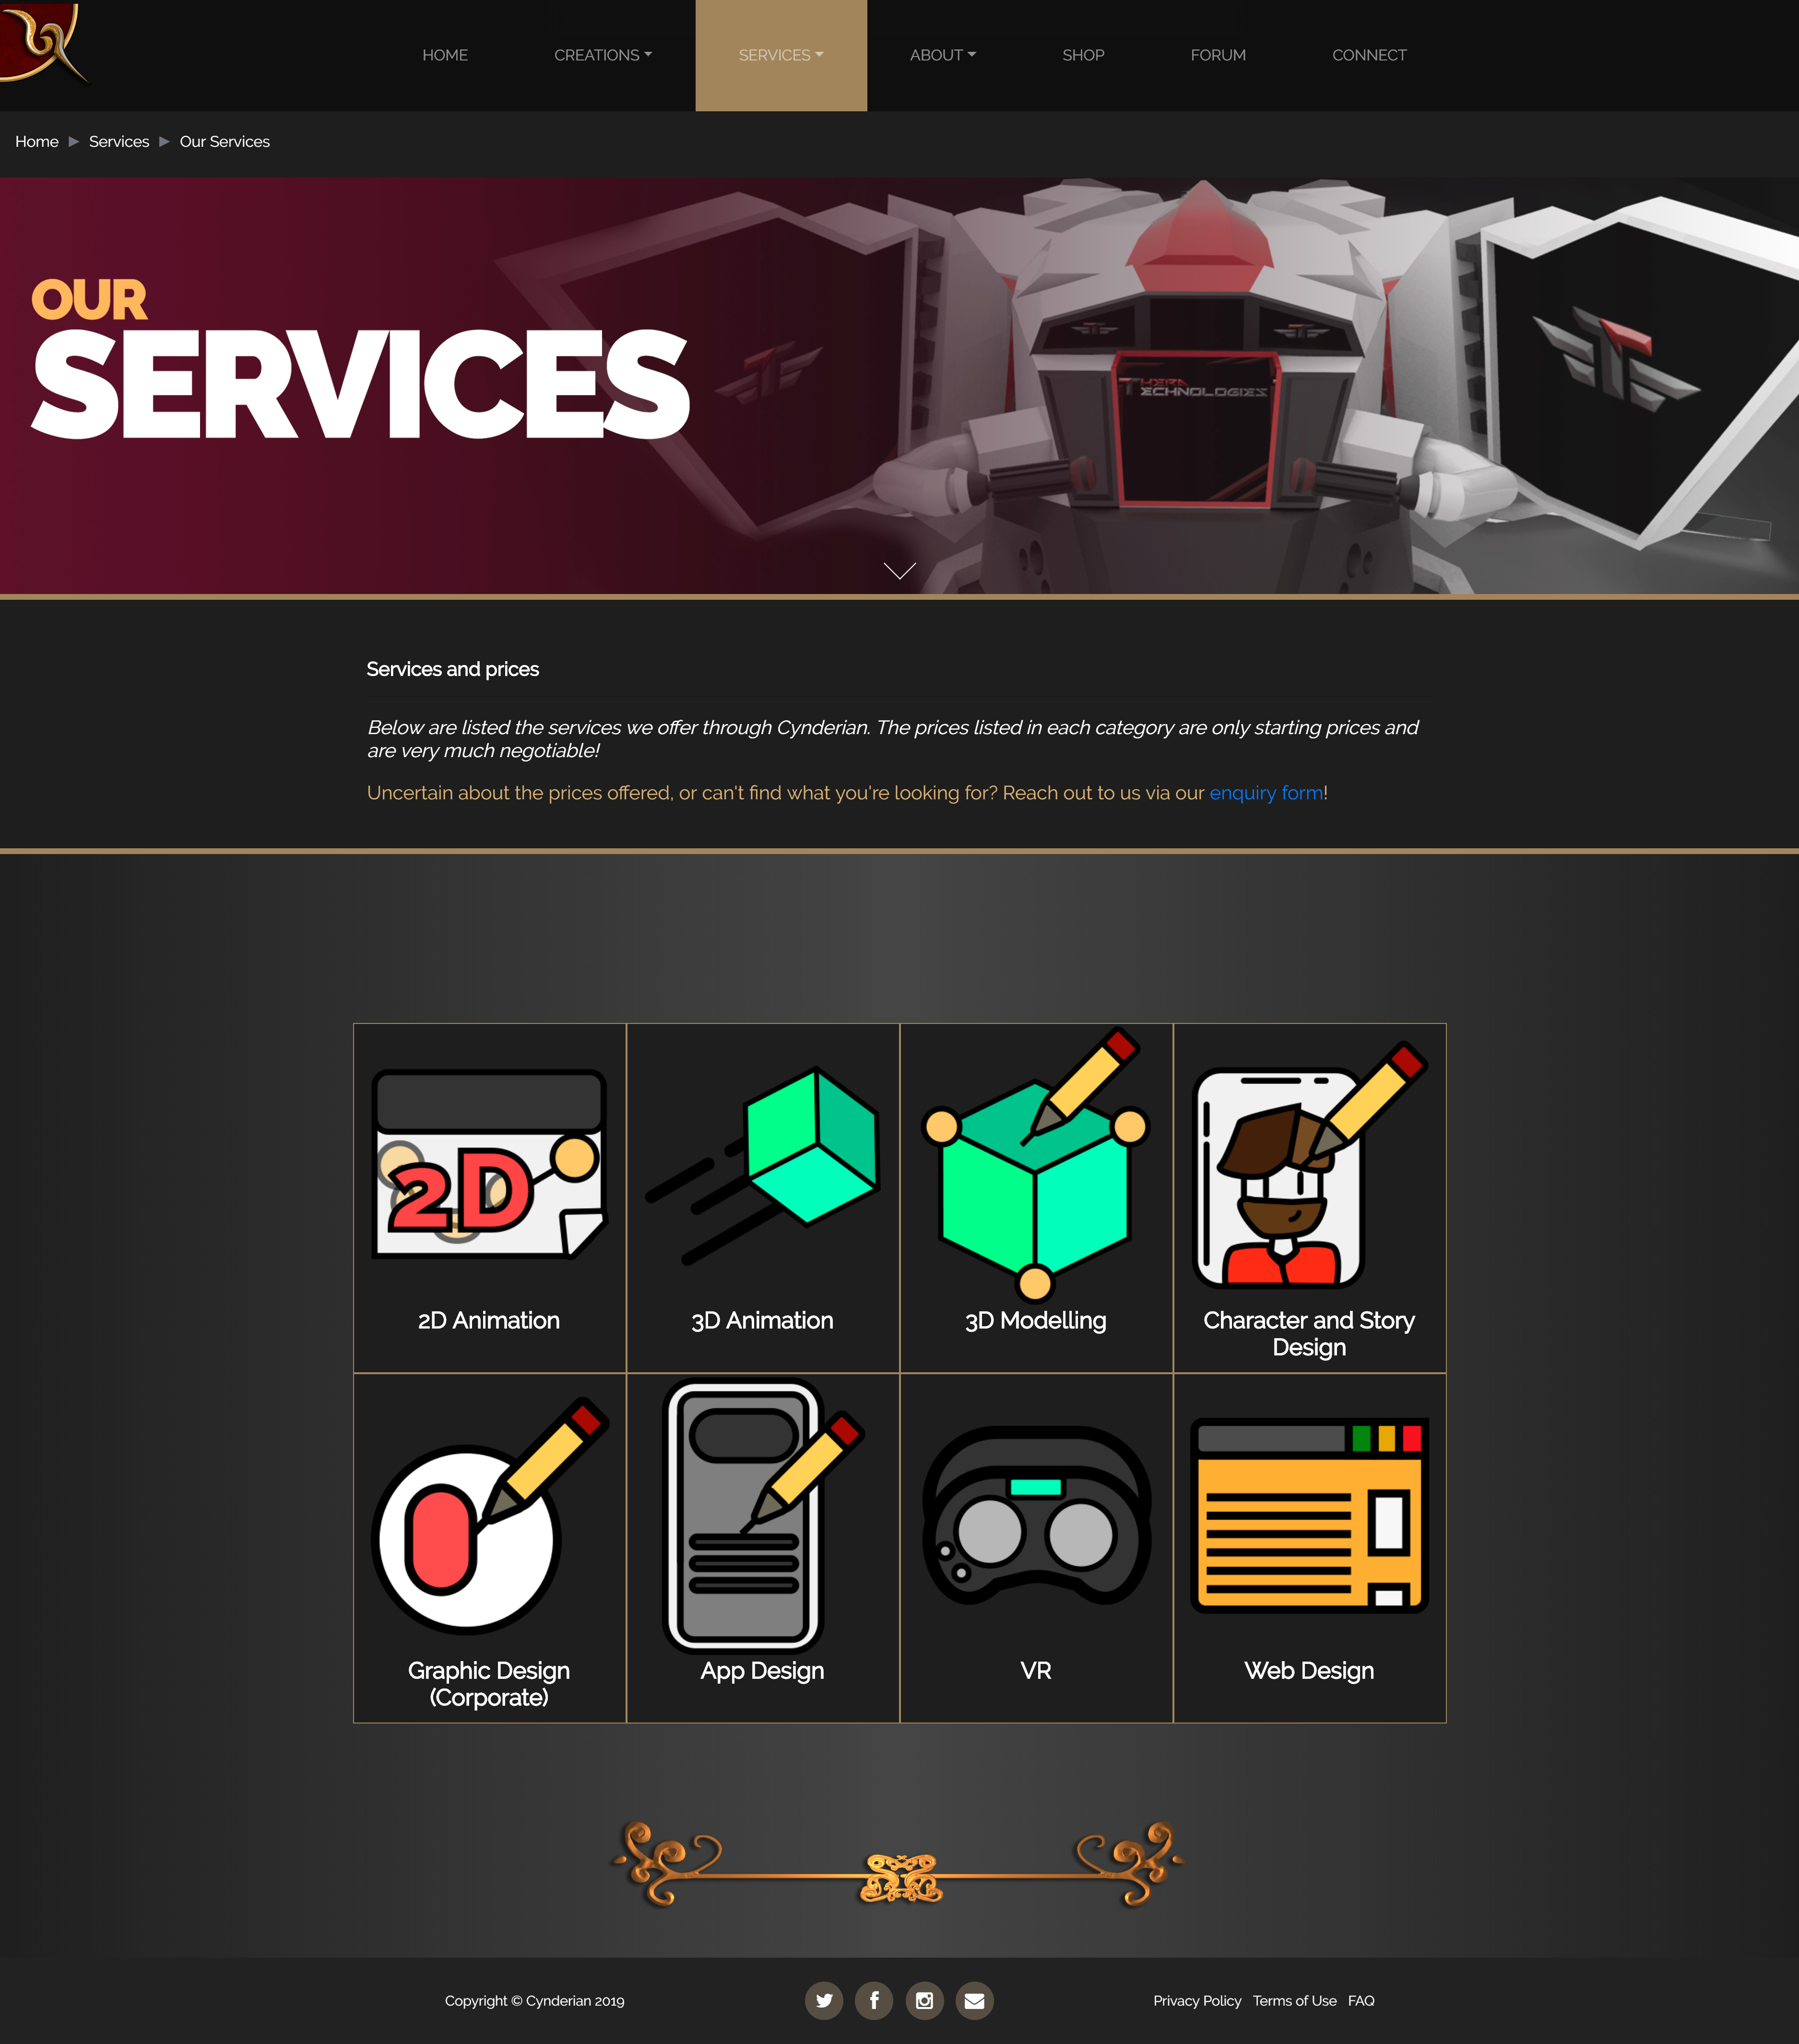 HOME
CREATIONS
SERVICES
ABOUT
SHOP
FORUM
CONNECT
Home ▶ Services ▶ Our Services
OUR
SERVICES
THERA
TECHNOLOGIES
Services and prices
Below are listed the services we offer through Cynderian. The prices listed in each category are only starting prices and
are very much negotiable!
Uncertain about the prices offered, or can't find what you're looking for? Reach out to us via our enquiry form!
2D
2D Animation
3D Animation
3D Modelling
Character and Story
Design
Graphic Design
(Corporate)
App Design
VR
Web Design
Copyright © Cynderian 2019
Privacy Policy
Terms of Use
FAQ